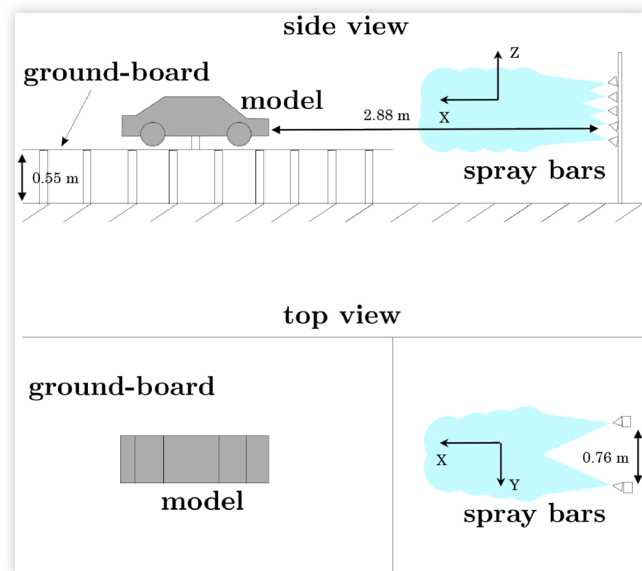 side view
ground-board
model
Z
X
2.88 m
0.55 m
spray bars
top view
ground-board
model
X
Y
0.76 m
spray bars